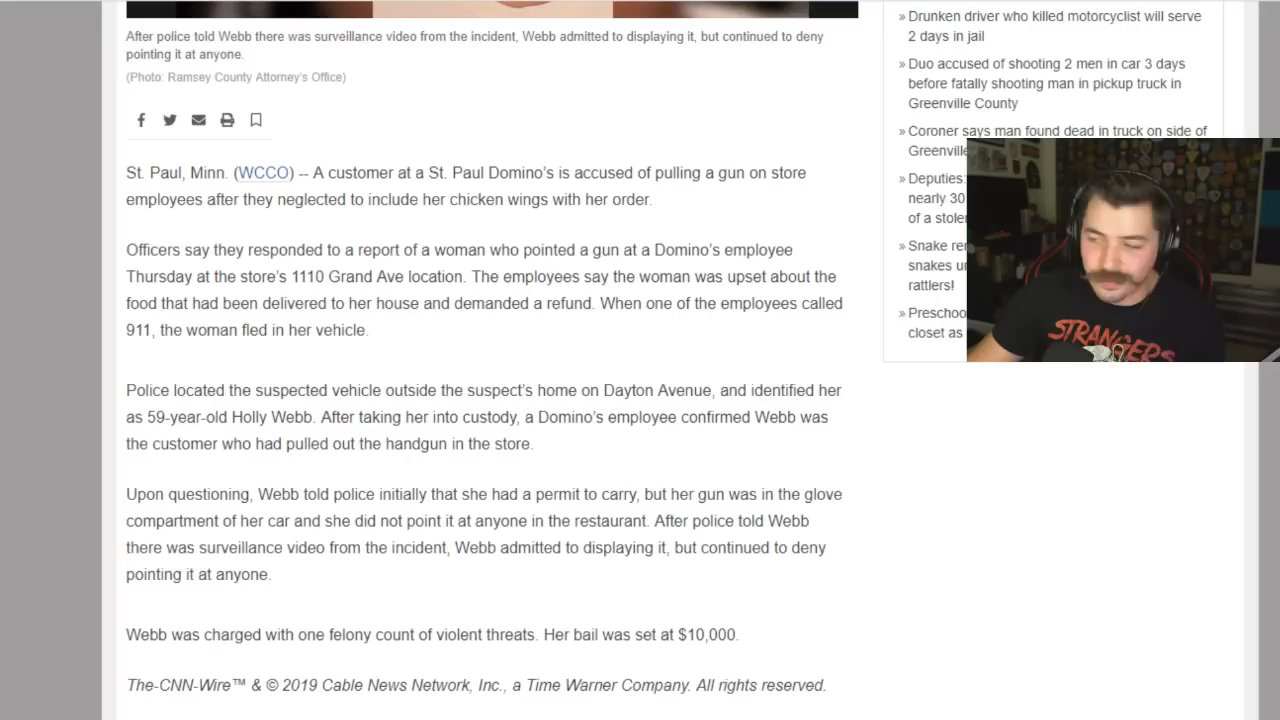 After police told Webb there was surveillance video from the incident, Webb admitted to displaying it, but continued to deny
pointing it at anyone.
(Photo: Ramsey County Attorney's Office)
St. Paul, Minn. (WCCO) -- A customer at a St. Paul Domino's is accused of pulling a gun on store
employees after they neglected to include her chicken wings with her order.
Officers say they responded to a report of a woman who pointed a gun at a Domino's employee
Thursday at the store's 1110 Grand Ave location. The employees say the woman was upset about the
food that had been delivered to her house and demanded a refund. When one of the employees called
911, the woman fled in her vehicle.
Police located the suspected vehicle outside the suspect's home on Dayton Avenue, and identified her
as 59-year-old Holly Webb. After taking her into custody, a Domino's employee confirmed Webb was
the customer who had pulled out the handgun in the store.
Upon questioning, Webb told police initially that she had a permit to carry, but her gun was in the glove
compartment of her car and she did not point it at anyone in the restaurant. After police told Webb
there was surveillance video from the incident, Webb admitted to displaying it, but continued to deny
pointing it at anyone.
Webb was charged with one felony count of violent threats. Her bail was set at $10,000.
The-CNN-Wire™ & © 2019 Cable News Network, Inc., a Time Warner Company. All rights reserved.
» Drunken driver who killed motorcyclist will serve
2 days in jail
» Duo accused of shooting 2 men in car 3 days
before fatally shooting man in pickup truck in
Greenville County
» Coroner says man found dead in truck on side of
Greenville
» Deputies:
nearly 30
of a stolen
» Snake
snakes
rattlers!
» Preschool
closet as
STRANGERS